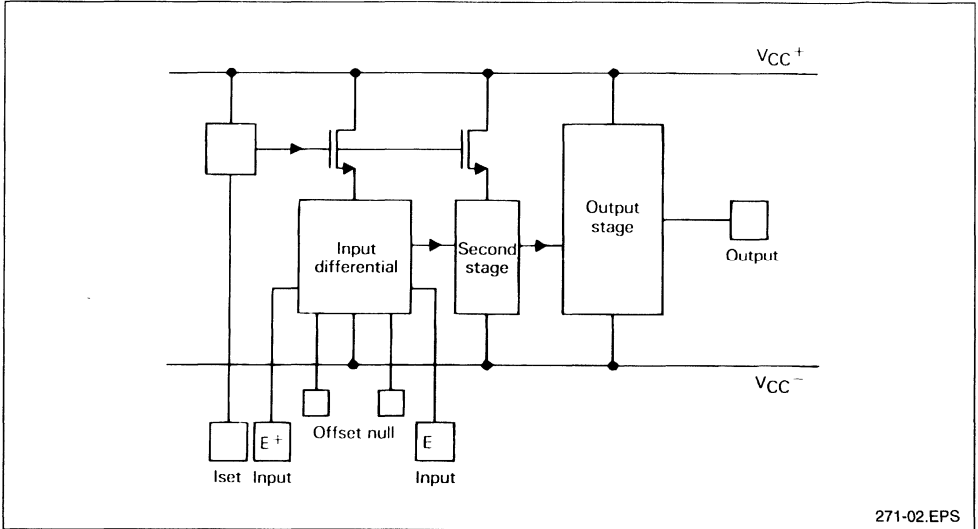 VCC+
Input
differential
Second
stage
Output
stage
Output
VCC−
Offset null
E+
E
Iset
Input
Input
271-02.EPS